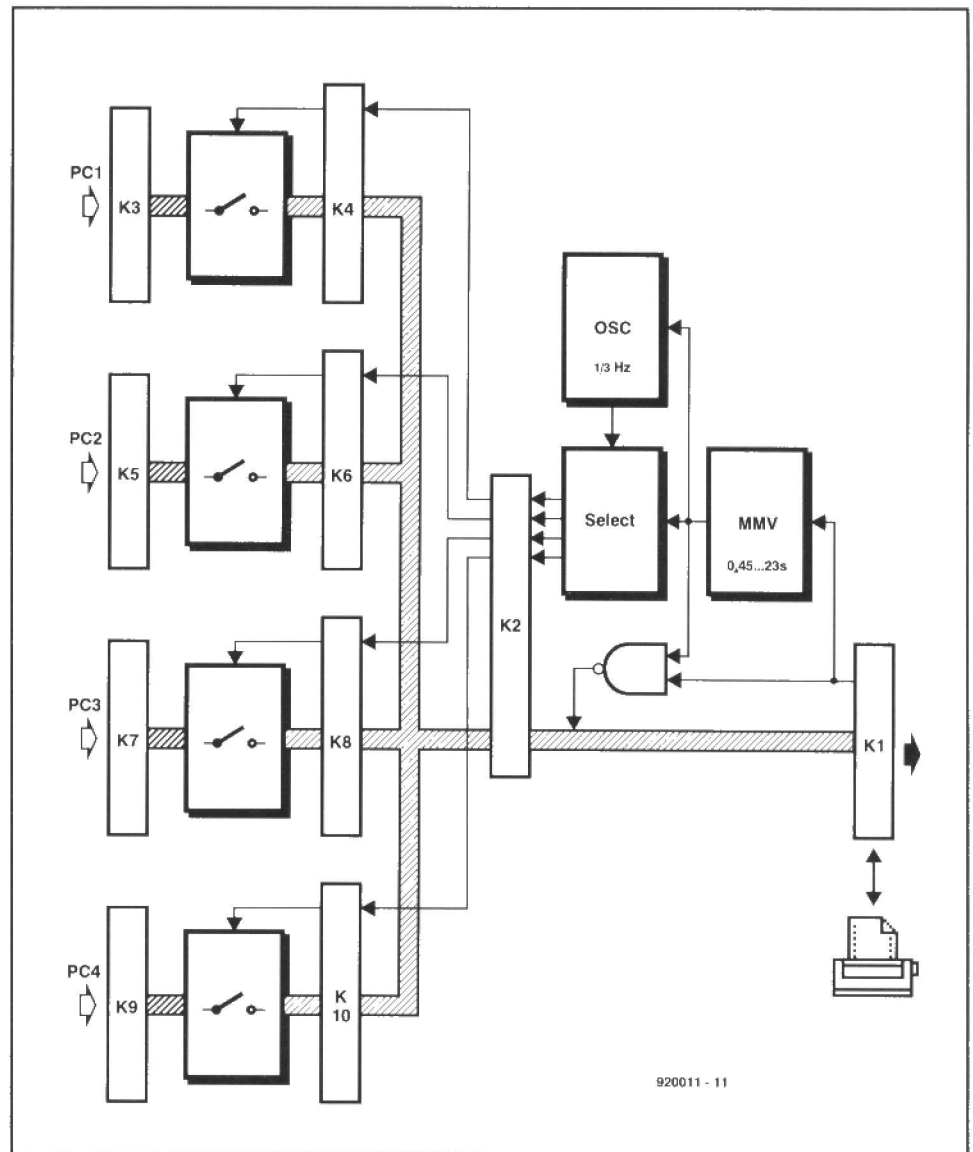 PC1
K3
K4
OSC
1/3 Hz
PC2
K5
K6
Select
MMV
0,45...23s
K2
PC3
K7
K8
K1
PC4
K9
K
10
920011 - 11